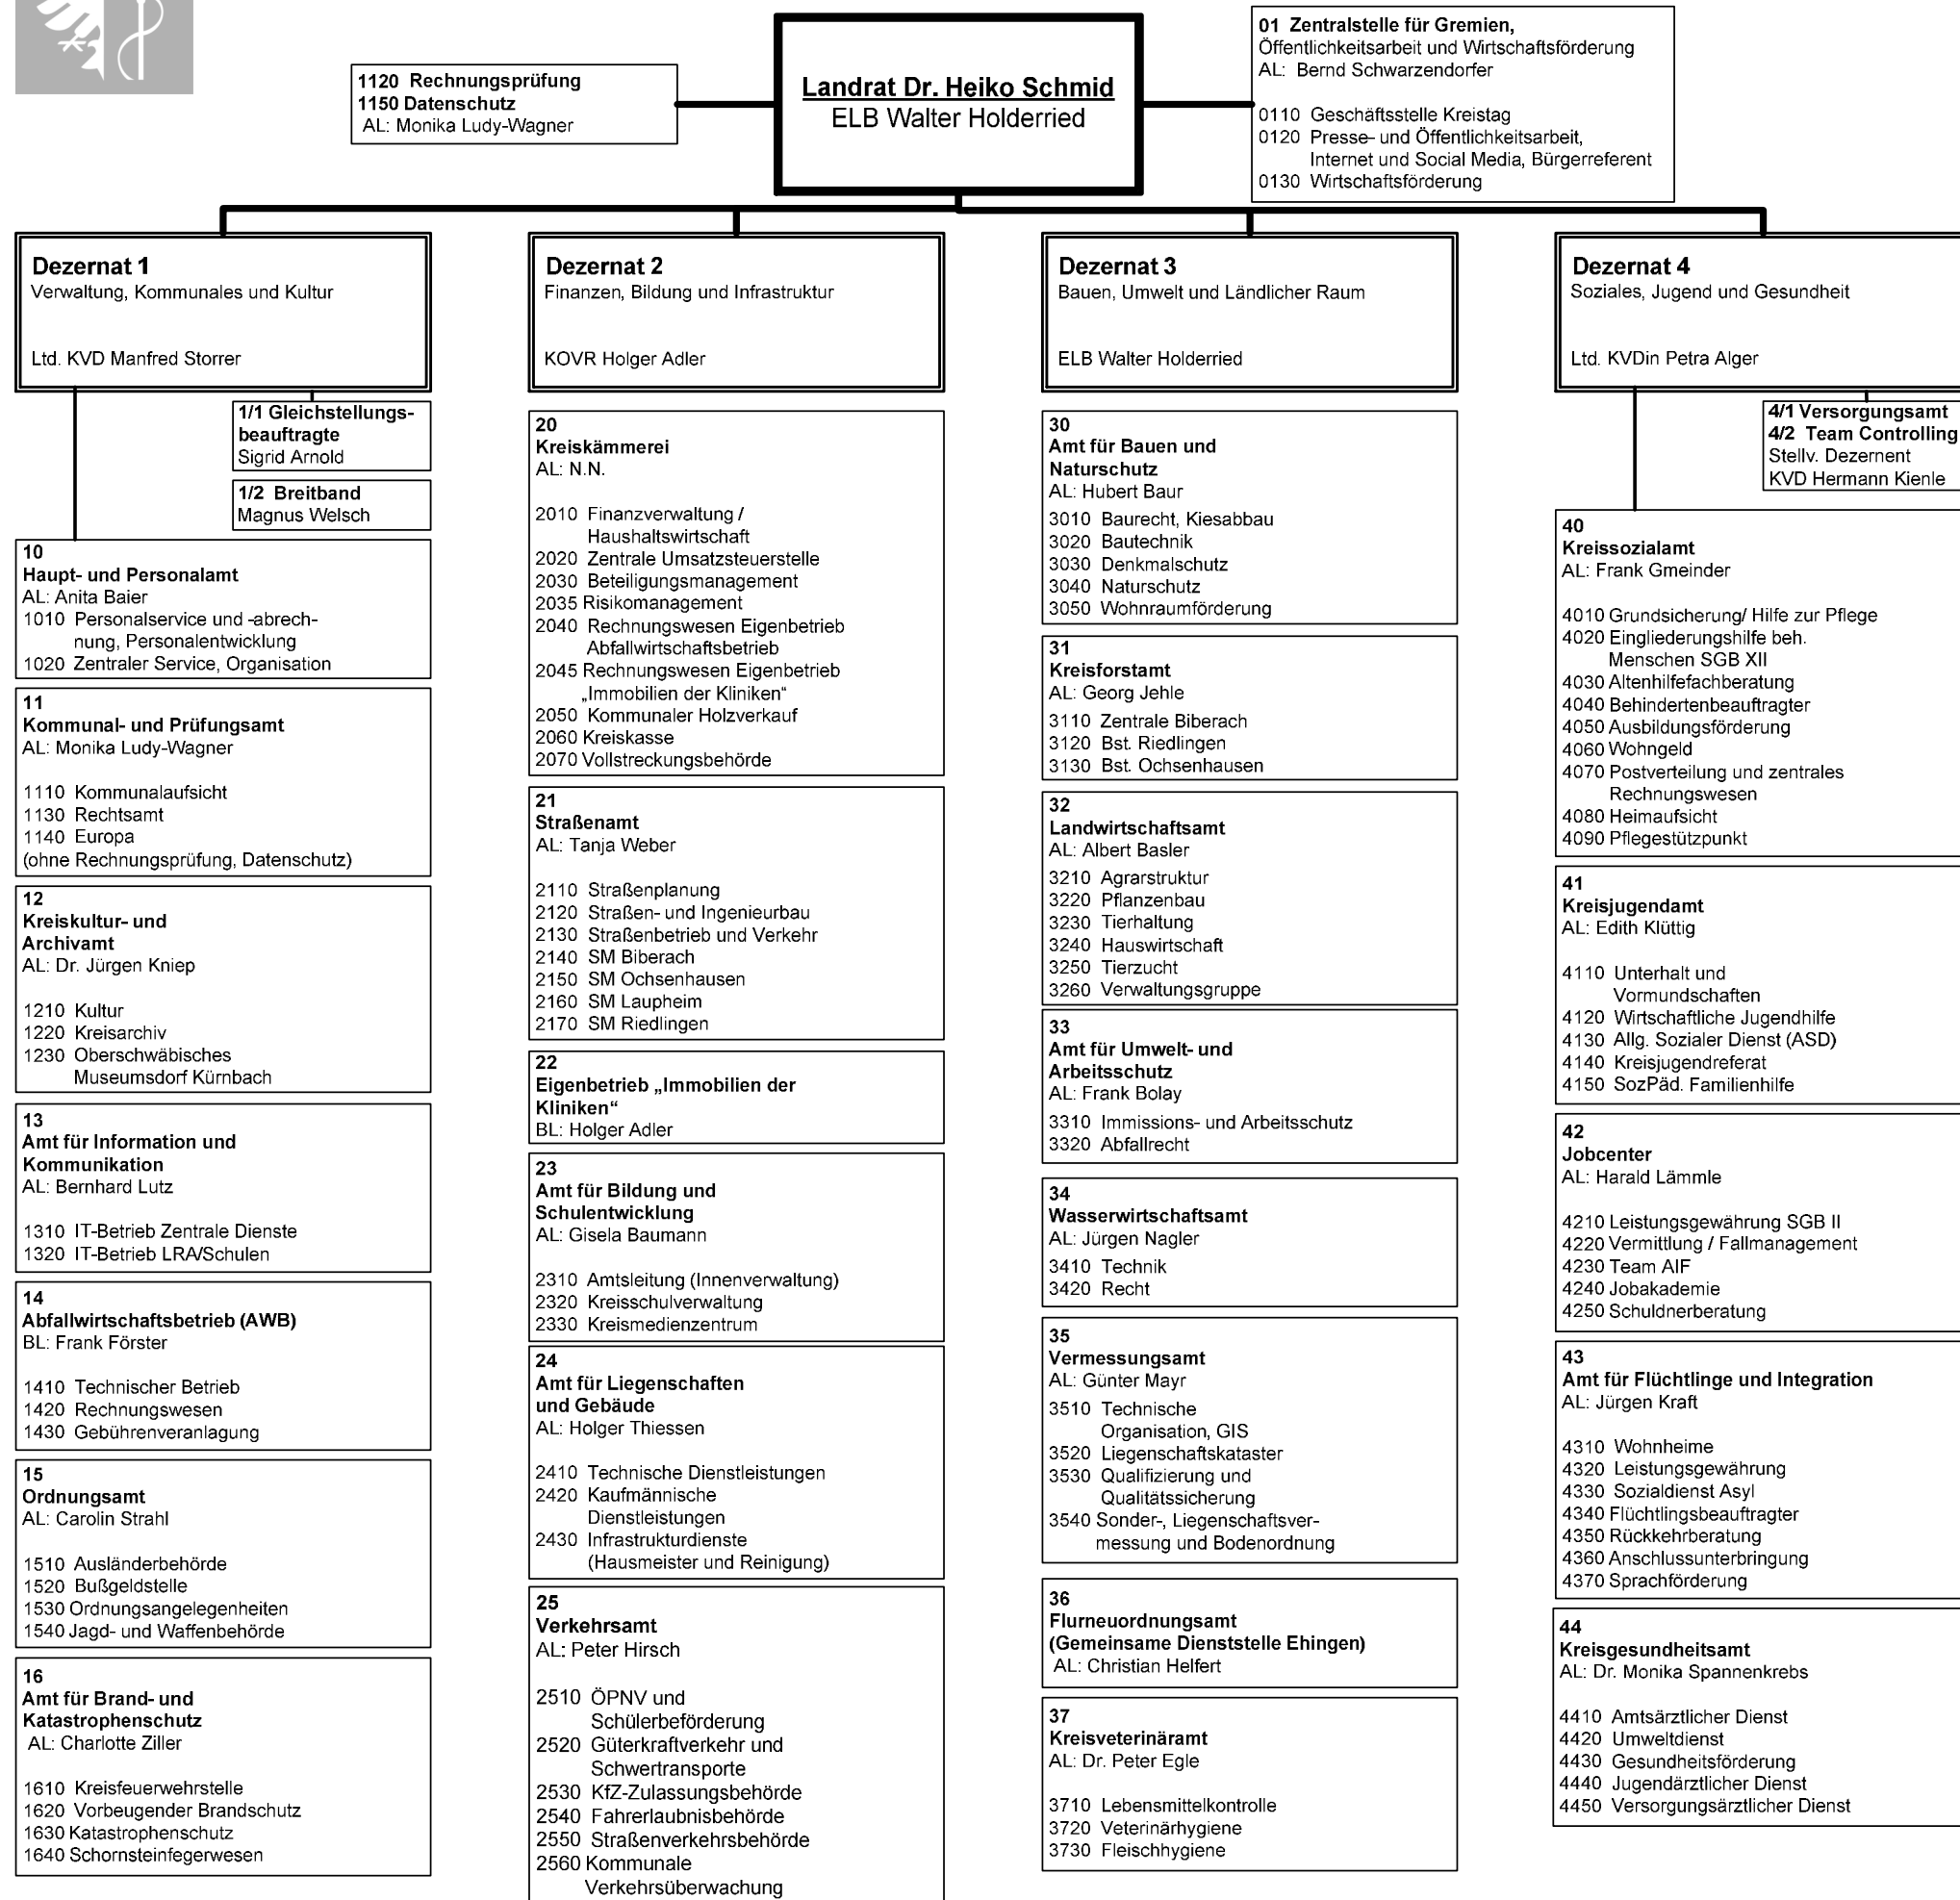 1120 Rechnungsprüfung
1150 Datenschutz
AL: Monika Ludy-Wagner
Landrat Dr. Heiko Schmid
ELB Walter Holderried
01 Zentralstelle für Gremien,
Öffentlichkeitsarbeit und Wirtschaftsförderung
AL: Bernd Schwarzendorfer
0110 Geschäftsstelle Kreistag
0120 Presse- und Öffentlichkeitsarbeit,
Internet und Social Media, Bürgerreferent
0130 Wirtschaftsförderung
Dezernat 1
Verwaltung, Kommunales und Kultur
Ltd. KVD Manfred Storrer
1/1 Gleichstellungs-
beauftragte
Sigrid Arnold
1/2 Breitband
Magnus Welsch
10
Haupt- und Personalamt
AL: Anita Baier
1010 Personalservice und -abrech-
nung, Personalentwicklung
1020 Zentraler Service, Organisation
11
Kommunal- und Prüfungsamt
AL: Monika Ludy-Wagner
1110 Kommunalaufsicht
1130 Rechtsamt
1140 Europa
(ohne Rechnungsprüfung, Datenschutz)
12
Kreiskultur- und
Archivamt
AL: Dr. Jürgen Kniep
1210 Kultur
1220 Kreisarchiv
1230 Oberschwäbisches
Museumsdorf Kürnbach
13
Amt für Information und
Kommunikation
AL: Bernhard Lutz
1310 IT-Betrieb Zentrale Dienste
1320 IT-Betrieb LRA/Schulen
14
Abfallwirtschaftsbetrieb (AWB)
BL: Frank Förster
1410 Technischer Betrieb
1420 Rechnungswesen
1430 Gebührenveranlagung
15
Ordnungsamt
AL: Carolin Strahl
1510 Ausländerbehörde
1520 Bußgeldstelle
1530 Ordnungsangelegenheiten
1540 Jagd- und Waffenbehörde
16
Amt für Brand- und
Katastrophenschutz
AL: Charlotte Ziller
1610 Kreisfeuerwehrstelle
1620 Vorbeugender Brandschutz
1630 Katastrophenschutz
1640 Schornsteinfegerwesen
Dezernat 2
Finanzen, Bildung und Infrastruktur
KOVR Holger Adler
20
Kreiskämmerei
AL: N.N.
2010 Finanzverwaltung /
Haushaltswirtschaft
2020 Zentrale Umsatzsteuerstelle
2030 Beteiligungsmanagement
2035 Risikomanagement
2040 Rechnungswesen Eigenbetrieb
Abfallwirtschaftsbetrieb
2045 Rechnungswesen Eigenbetrieb
„Immobilien der Kliniken“
2050 Kommunaler Holzverkauf
2060 Kreiskasse
2070 Vollstreckungsbehörde
21
Straßenamt
AL: Tanja Weber
2110 Straßenplanung
2120 Straßen- und Ingenieurbau
2130 Straßenbetrieb und Verkehr
2140 SM Biberach
2150 SM Ochsenhausen
2160 SM Laupheim
2170 SM Riedlingen
22
Eigenbetrieb „Immobilien der
Kliniken“
BL: Holger Adler
23
Amt für Bildung und
Schulentwicklung
AL: Gisela Baumann
2310 Amtsleitung (Innenverwaltung)
2320 Kreisschulverwaltung
2330 Kreismedienzentrum
24
Amt für Liegenschaften
und Gebäude
AL: Holger Thiessen
2410 Technische Dienstleistungen
2420 Kaufmännische
Dienstleistungen
2430 Infrastrukturdienste
(Hausmeister und Reinigung)
25
Verkehrsamt
AL: Peter Hirsch
2510 ÖPNV und
Schülerbeförderung
2520 Güterkraftverkehr und
Schwertransporte
2530 KfZ-Zulassungsbehörde
2540 Fahrerlaubnisbehörde
2550 Straßenverkehrsbehörde
2560 Kommunale
Verkehrsüberwachung
Dezernat 3
Bauen, Umwelt und Ländlicher Raum
ELB Walter Holderried
30
Amt für Bauen und
Naturschutz
AL: Hubert Baur
3010 Baurecht, Kiesabbau
3020 Bautechnik
3030 Denkmalschutz
3040 Naturschutz
3050 Wohnraumförderung
31
Kreisforstamt
AL: Georg Jehle
3110 Zentrale Biberach
3120 Bst. Riedlingen
3130 Bst. Ochsenhausen
32
Landwirtschaftsamt
AL: Albert Basler
3210 Agrarstruktur
3220 Pflanzenbau
3230 Tierhaltung
3240 Hauswirtschaft
3250 Tierzucht
3260 Verwaltungsgruppe
33
Amt für Umwelt- und
Arbeitsschutz
AL: Frank Bolay
3310 Immissions- und Arbeitsschutz
3320 Abfallrecht
34
Wasserwirtschaftsamt
AL: Jürgen Nagler
3410 Technik
3420 Recht
35
Vermessungsamt
AL: Günter Mayr
3510 Technische
Organisation, GIS
3520 Liegenschaftskataster
3530 Qualifizierung und
Qualitätssicherung
3540 Sonder-, Liegenschaftsver-
messung und Bodenordnung
36
Flurneuordnungsamt
(Gemeinsame Dienststelle Ehingen)
AL: Christian Helfert
37
Kreisveterinäramt
AL: Dr. Peter Egle
3710 Lebensmittelkontrolle
3720 Veterinärhygiene
3730 Fleischhygiene
Dezernat 4
Soziales, Jugend und Gesundheit
Ltd. KVDin Petra Alger
4/1 Versorgungsamt
4/2 Team Controlling
Stellv. Dezernent
KVD Hermann Kienle
40
Kreissozialamt
AL: Frank Gmeinder
4010 Grundsicherung/ Hilfe zur Pflege
4020 Eingliederungshilfe beh.
Menschen SGB XII
4030 Altenhilfefachberatung
4040 Behindertenbeauftragter
4050 Ausbildungsförderung
4060 Wohngeld
4070 Postverteilung und zentrales
Rechnungswesen
4080 Heimaufsicht
4090 Pflegestützpunkt
41
Kreisjugendamt
AL: Edith Klüttig
4110 Unterhalt und
Vormundschaften
4120 Wirtschaftliche Jugendhilfe
4130 Allg. Sozialer Dienst (ASD)
4140 Kreisjugendreferat
4150 SozPäd. Familienhilfe
42
Jobcenter
AL: Harald Lämmle
4210 Leistungsgewährung SGB II
4220 Vermittlung / Fallmanagement
4230 Team AIF
4240 Jobakademie
4250 Schuldnerberatung
43
Amt für Flüchtlinge und Integration
AL: Jürgen Kraft
4310 Wohnheime
4320 Leistungsgewährung
4330 Sozialdienst Asyl
4340 Flüchtlingsbeauftragter
4350 Rückkehrberatung
4360 Anschlussunterbringung
4370 Sprachförderung
44
Kreisgesundheitsamt
AL: Dr. Monika Spannenkrebs
4410 Amtsärztlicher Dienst
4420 Umweltdienst
4430 Gesundheitsförderung
4440 Jugendärztlicher Dienst
4450 Versorgungsärztlicher Dienst